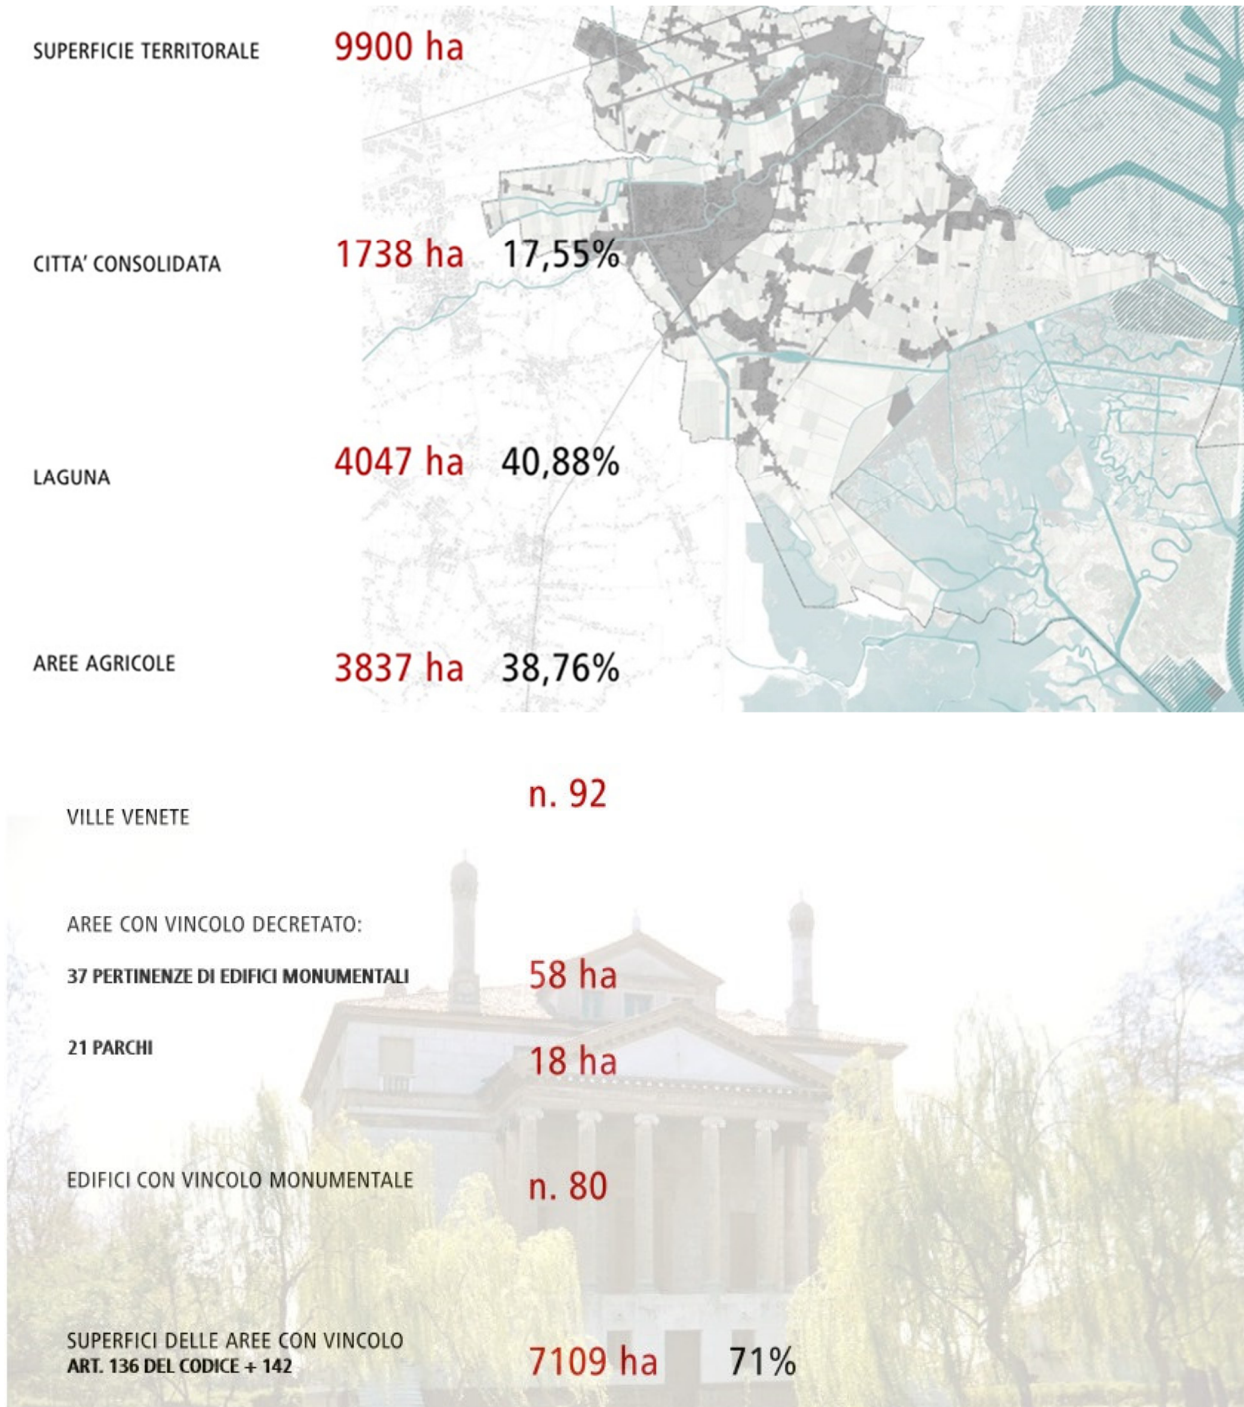 SUPERFICIE TERRITORALE 9900 ha
CITTA' CONSOLIDATA 1738 ha 17,55%
LAGUNA 4047 ha 40,88%
AREE AGRICOLE 3837 ha 38,76%
VILLE VENETE n. 92
AREE CON VINCOLO DECRETATO:
37 PERTINENZE DI EDIFICI MONUMENTALI 58 ha
21 PARCHI 18 ha
EDIFICI CON VINCOLO MONUMENTALE n. 80
SUPERFICI DELLE AREE CON VINCOLO
ART. 136 DEL CODICE + 142 7109 ha 71%